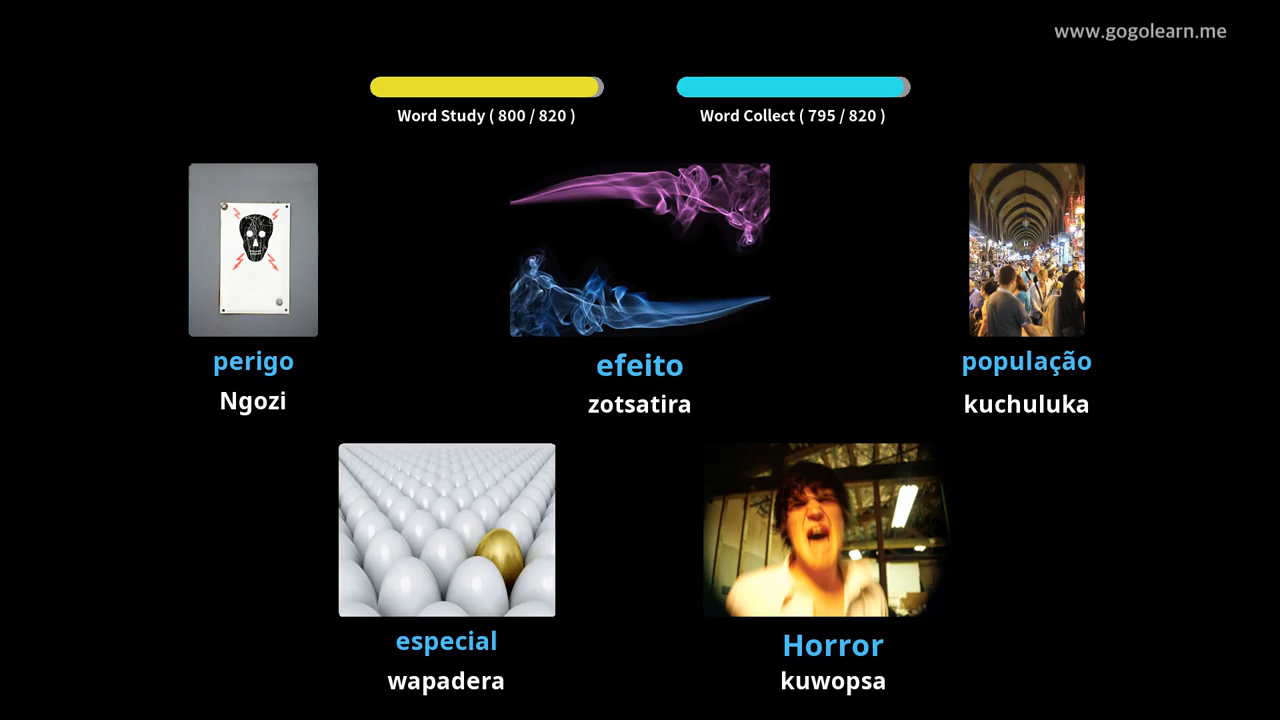 www.gogolearn.me
Word Study ( 800 / 820 )
Word Collect ( 795 / 820 )
perigo
Ngozi
efeito
zotsatira
população
kuchuluka
especial
wapadera
Horror
kuwopsa